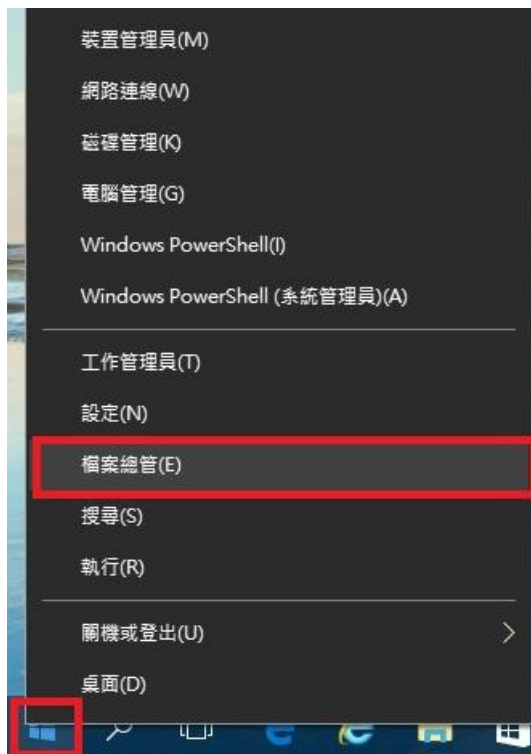 裝置管理員(M)
網路連線(W)
磁碟管理(K)
電腦管理(G)
Windows PowerShell(I)
Windows PowerShell (系統管理員)(A)
工作管理員(T)
設定(N)
檔案總管(E)
搜尋(S)
執行(R)
關機或登出(U)
桌面(D)